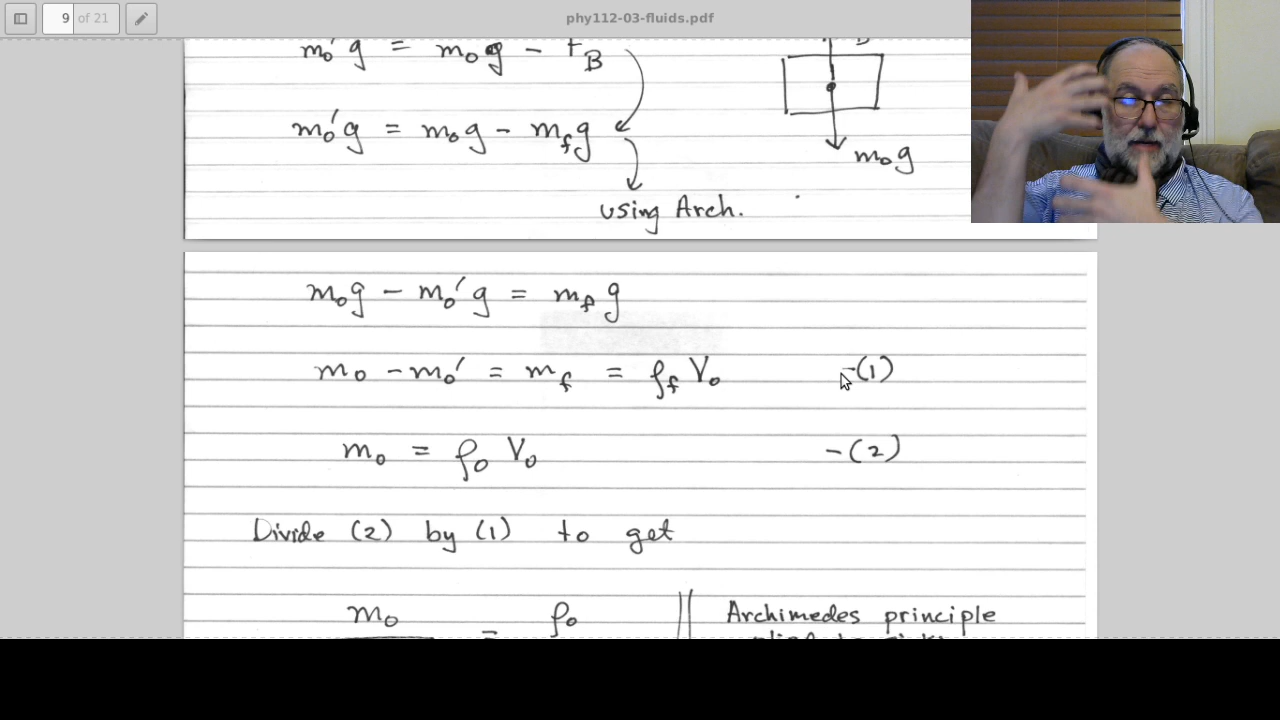 9 of 21
phy112-03-fluids.pdf
m₀'g = m₀g - F_B
B
m₀'g = m₀g - m_f g
m₀g
using Arch.
m₀g - m₀'g = m_f g
m₀ - m₀' = m_f = ρ_f V₀ -(1)
m₀ = ρ₀ V₀ -(2)
Divide (2) by (1) to get
m₀ = ρ₀
Archimedes principle